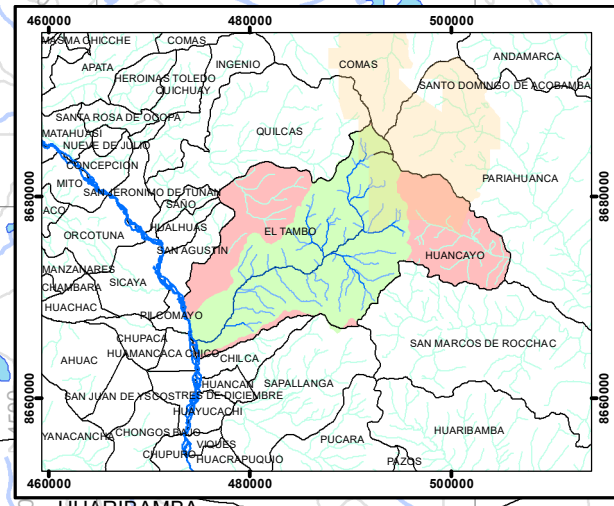 460000 480000 500000
MASMA CHICCHE
COMAS
APATA
INGENIO
COMAS
ANDAMARCA
HEROINAS TOLEDO
QUICHUAY
SANTO DOMINGO DE ACOBAMBA
SANTA ROSA DE OCOPA
MATAHUASI
QUILCAS
NUEVE DE JULIO
CONCEPCION
MITO
SAN JERONIMO DE TUNAN
PARIAHUANCA
8680000
8680000
SAÑO
ACO
ORCOTUNA
HUALHUAS
EL TAMBO
SAN AGUSTIN
HUANCAYO
MANZANARES
CHAMBARA
SICAYA
HUACHAC
PILCOMAYO
CHUPACA
HUAMANCACA CHICO
SAN MARCOS DE ROCCHAC
AHUAC
CHILCA
HUANCAN
SAPALLANGA
SAN JUAN DE YSCOS
TRES DE DICIEMBRE
8660000
8660000
HUAYUCACHI
YANACANCHA
CHONGOS BAJO
VIQUES
PUCARA
HUARIBAMBA
CHUPURO
HUACRAPUQUIO
PAZOS
460000 480000 500000
HUARIBAMBA